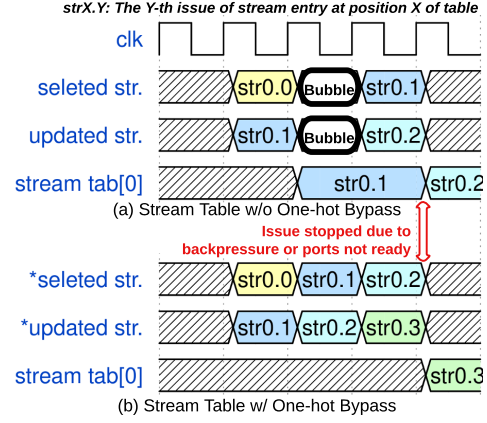 strX.Y: The Y-th issue of stream entry at position X of table
clk
seleted str. str0.0 Bubble str0.1
updated str. str0.1 Bubble str0.2
stream tab[0] str0.1 str0.2
(a) Stream Table w/o One-hot Bypass
Issue stopped due to
backpressure or ports not ready
*seleted str. str0.0 str0.1 str0.2
*updated str. str0.1 str0.2 str0.3
stream tab[0] str0.3
(b) Stream Table w/ One-hot Bypass